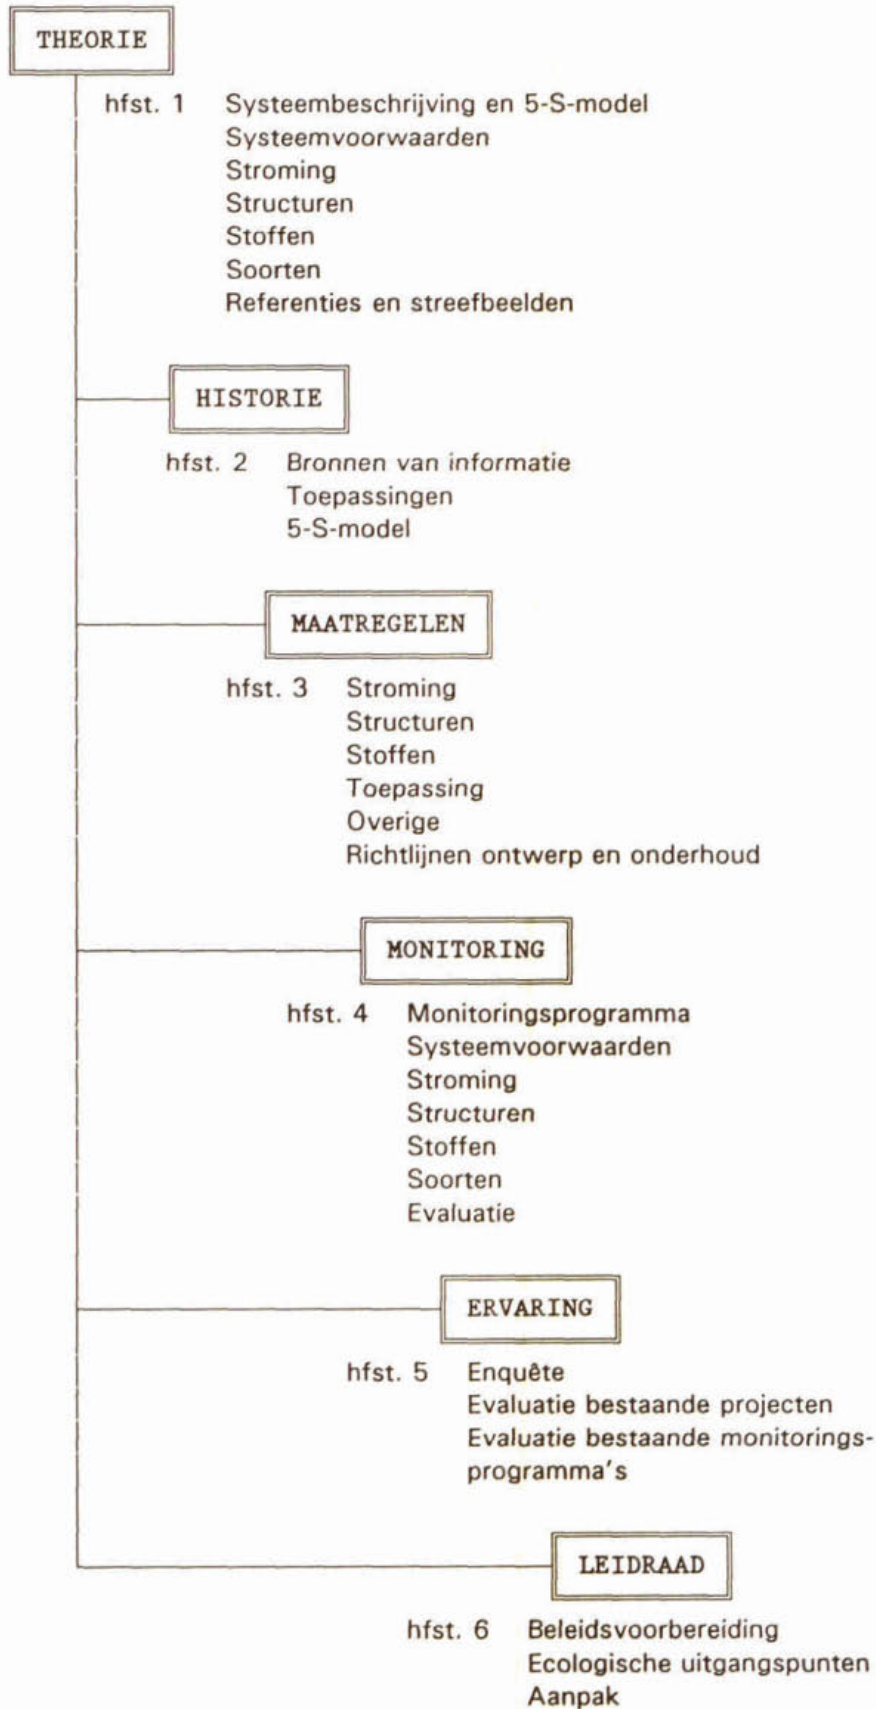 THEORIE
hfst. 1 Systeembeschrijving en 5-S-model
Systeemvoorwaarden
Stroming
Structuren
Stoffen
Soorten
Referenties en streefbeelden
HISTORIE
hfst. 2 Bronnen van informatie
Toepassingen
5-S-model
MAATREGELEN
hfst. 3 Stroming
Structuren
Stoffen
Toepassing
Overige
Richtlijnen ontwerp en onderhoud
MONITORING
hfst. 4 Monitoringsprogramma
Systeemvoorwaarden
Stroming
Structuren
Stoffen
Soorten
Evaluatie
ERVARING
hfst. 5 Enquête
Evaluatie bestaande projecten
Evaluatie bestaande monitorings-
programma's
LEIDRAAD
hfst. 6 Beleidsvoorbereiding
Ecologische uitgangspunten
Aanpak